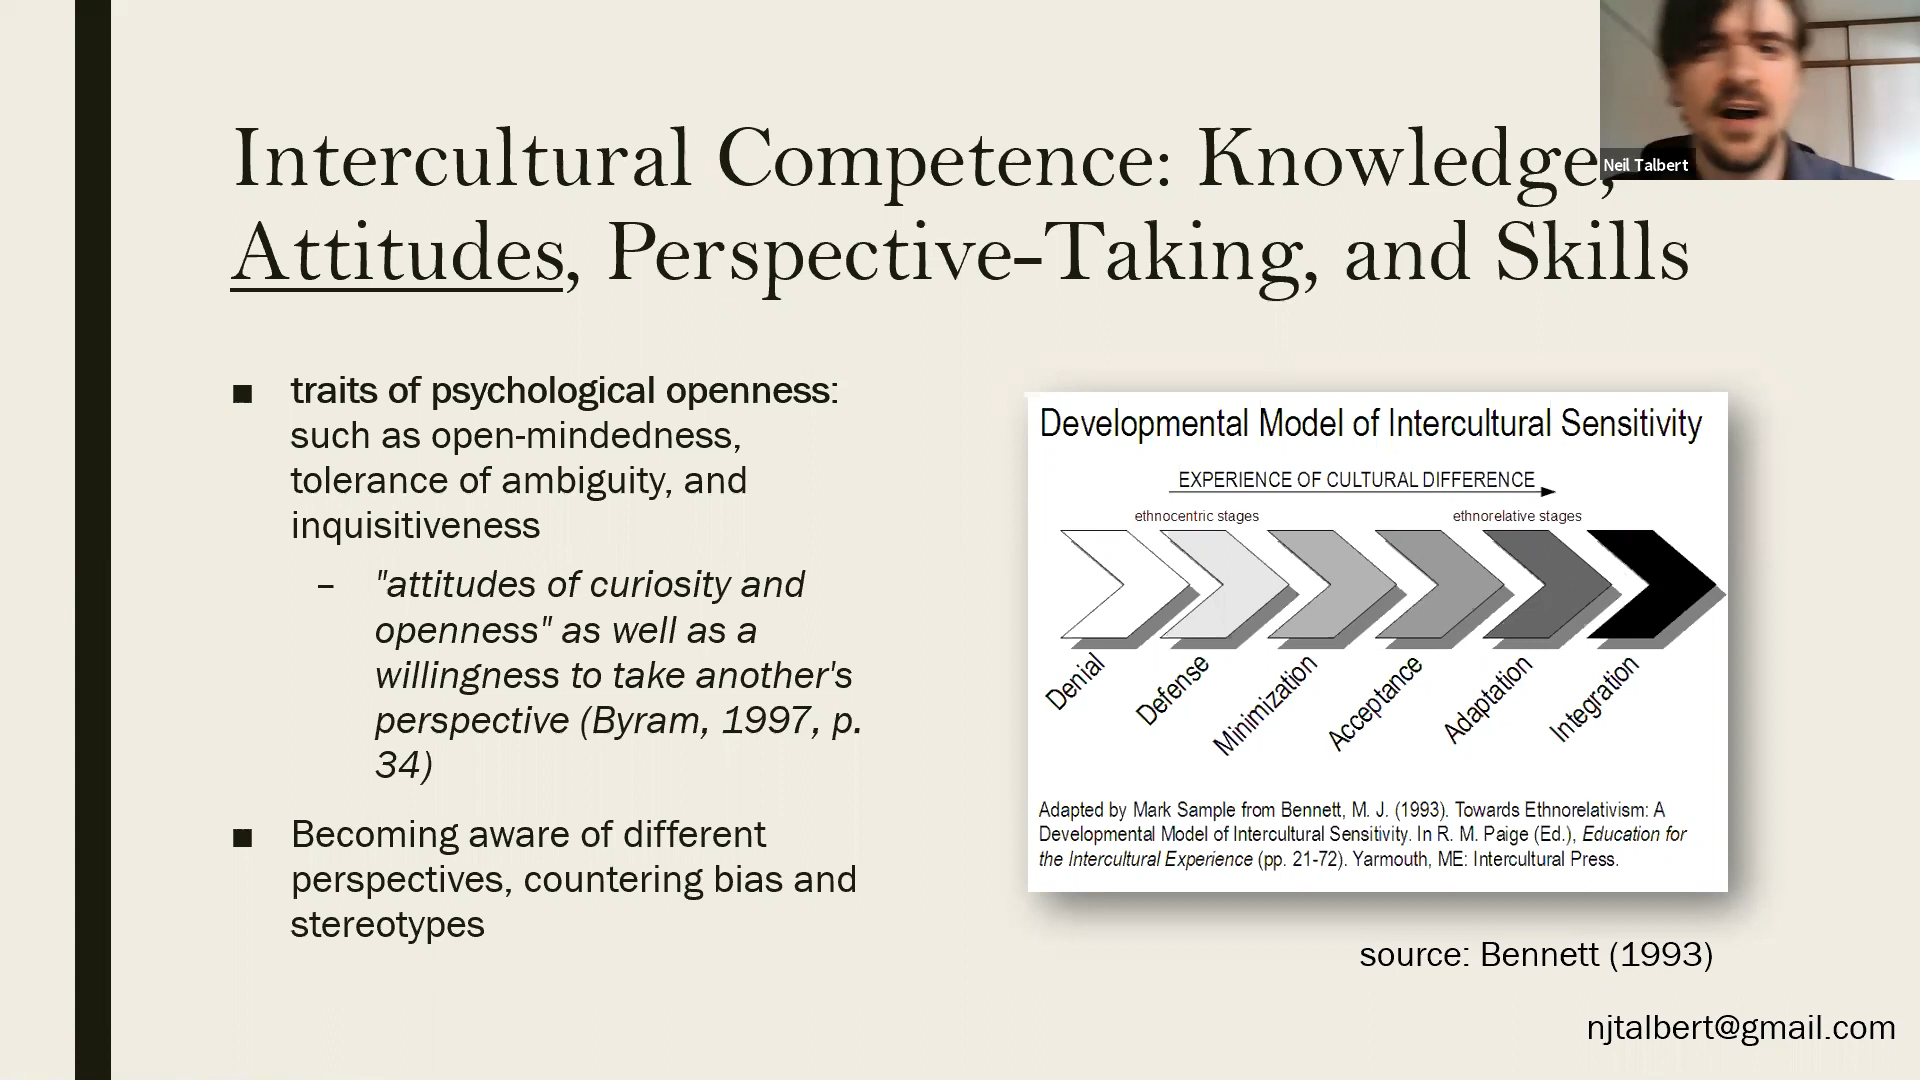 Intercultural Competence: Knowledge,
Attitudes, Perspective-Taking, and Skills
Neil Talbert
■ traits of psychological openness:
such as open-mindedness,
tolerance of ambiguity, and
inquisitiveness
– "attitudes of curiosity and
openness" as well as a
willingness to take another's
perspective (Byram, 1997, p.
34)
■ Becoming aware of different
perspectives, countering bias and
stereotypes
Developmental Model of Intercultural Sensitivity
EXPERIENCE OF CULTURAL DIFFERENCE
ethnocentric stages
ethnorelative stages
Denial
Defense
Minimization
Acceptance
Adaptation
Integration
Adapted by Mark Sample from Bennett, M. J. (1993). Towards Ethnorelativism: A
Developmental Model of Intercultural Sensitivity. In R. M. Paige (Ed.), Education for
the Intercultural Experience (pp. 21-72). Yarmouth, ME: Intercultural Press.
source: Bennett (1993)
njtalbert@gmail.com